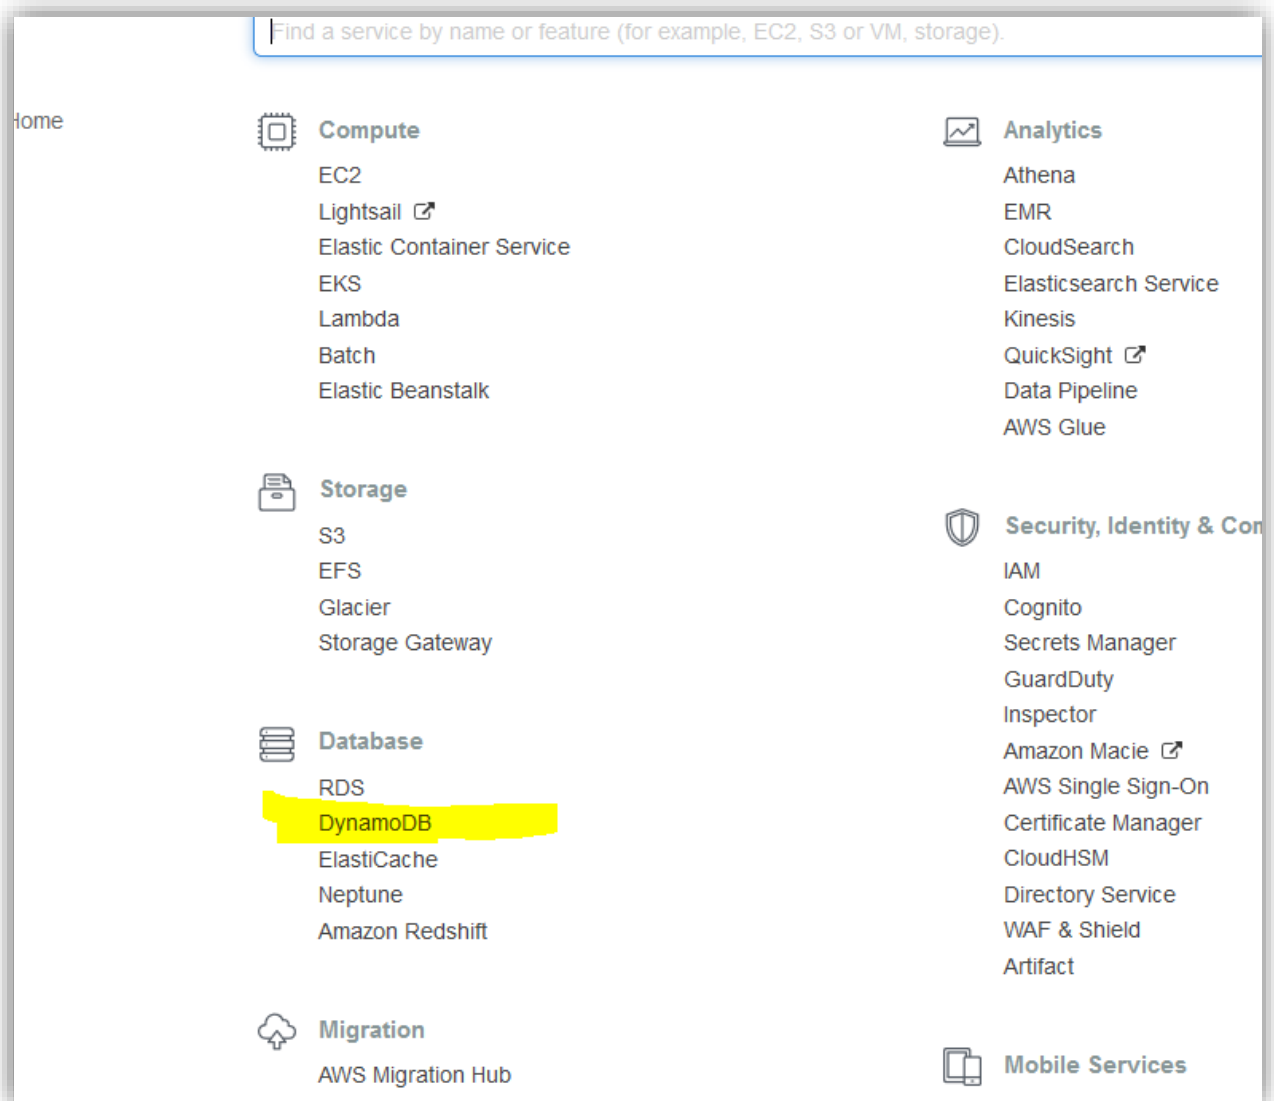 Find a service by name or feature (for example, EC2, S3 or VM, storage).
Home
Compute
EC2
Lightsail
Elastic Container Service
EKS
Lambda
Batch
Elastic Beanstalk
Storage
S3
EFS
Glacier
Storage Gateway
Database
RDS
DynamoDB
ElastiCache
Neptune
Amazon Redshift
Migration
AWS Migration Hub
Analytics
Athena
EMR
CloudSearch
Elasticsearch Service
Kinesis
QuickSight
Data Pipeline
AWS Glue
Security, Identity &
IAM
Cognito
Secrets Manager
GuardDuty
Inspector
Amazon Macie
AWS Single Sign-On
Certificate Manager
CloudHSM
Directory Service
WAF & Shield
Artifact
Mobile Services